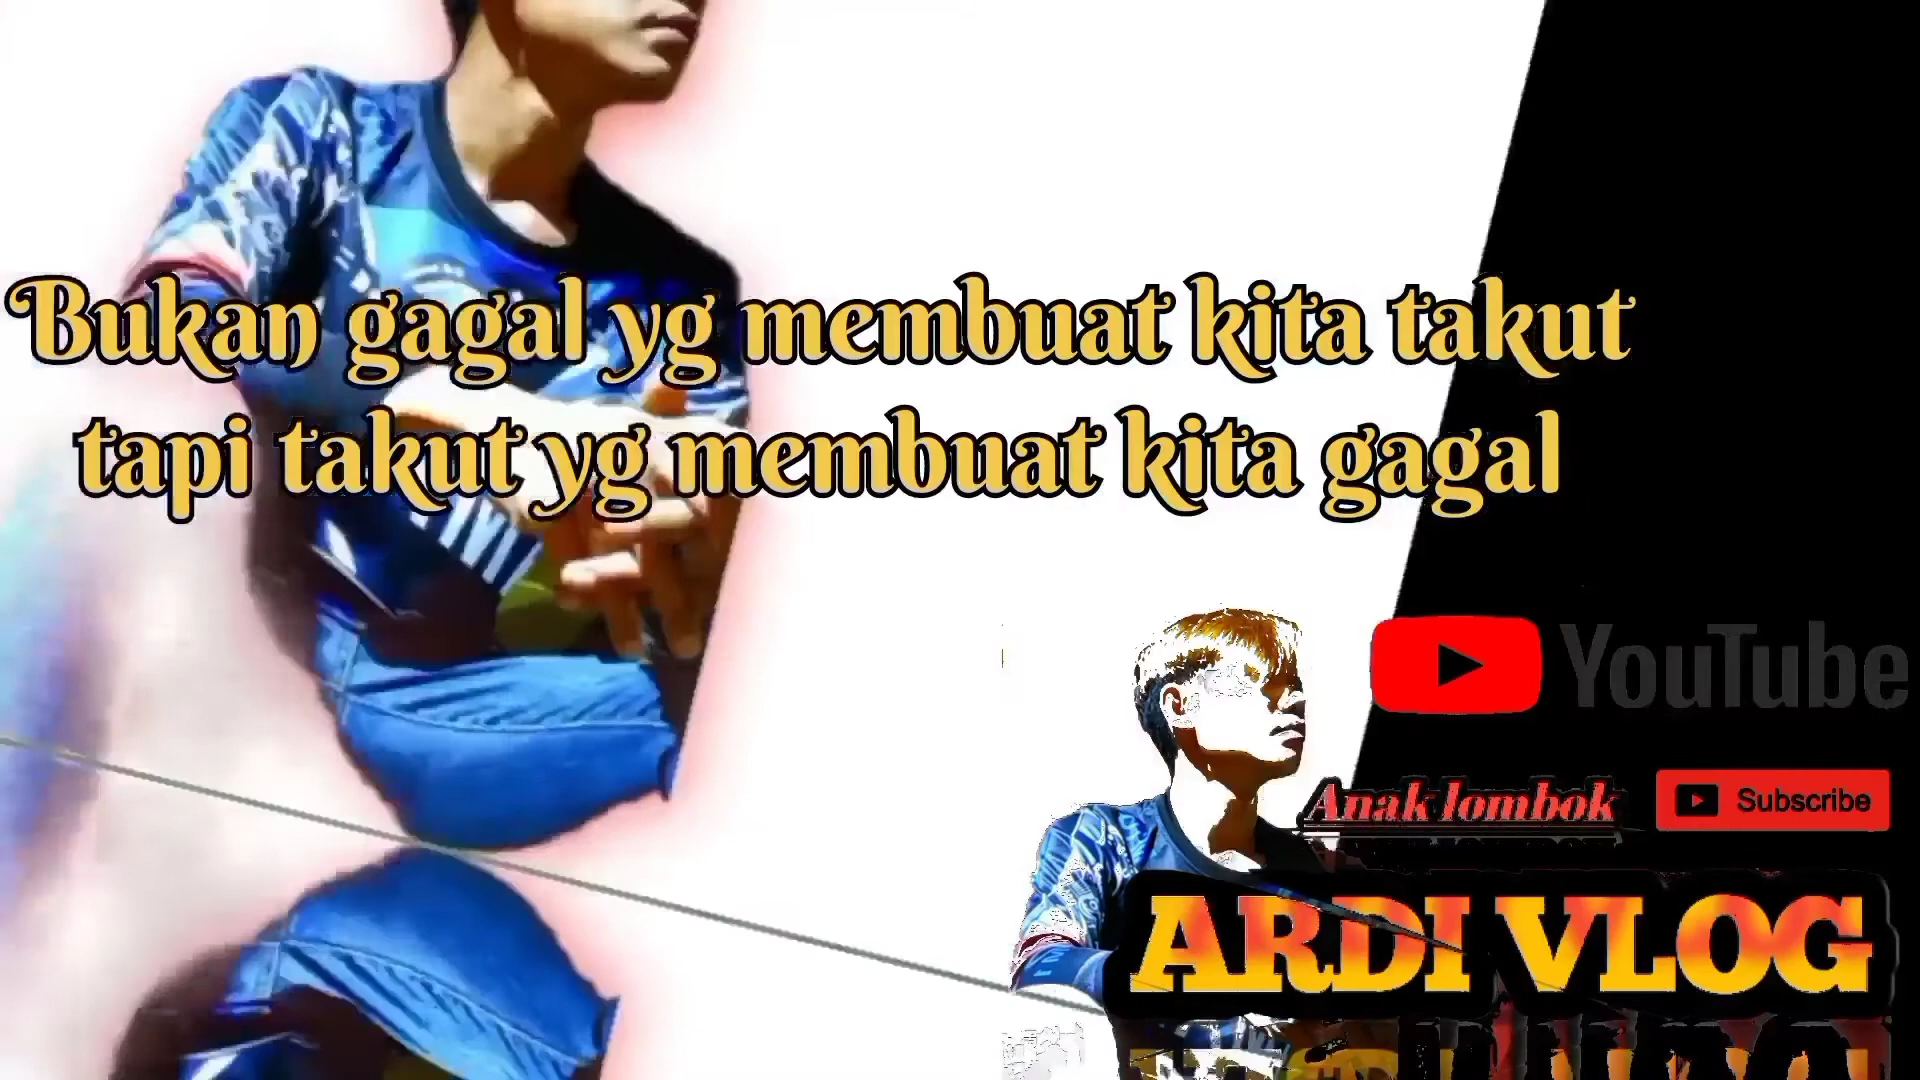 Bukan gagal yg membuat kita takut
tapi takut yg membuat kita gagal
YouTube
Anak lombok
Subscribe
ARDI VLOG